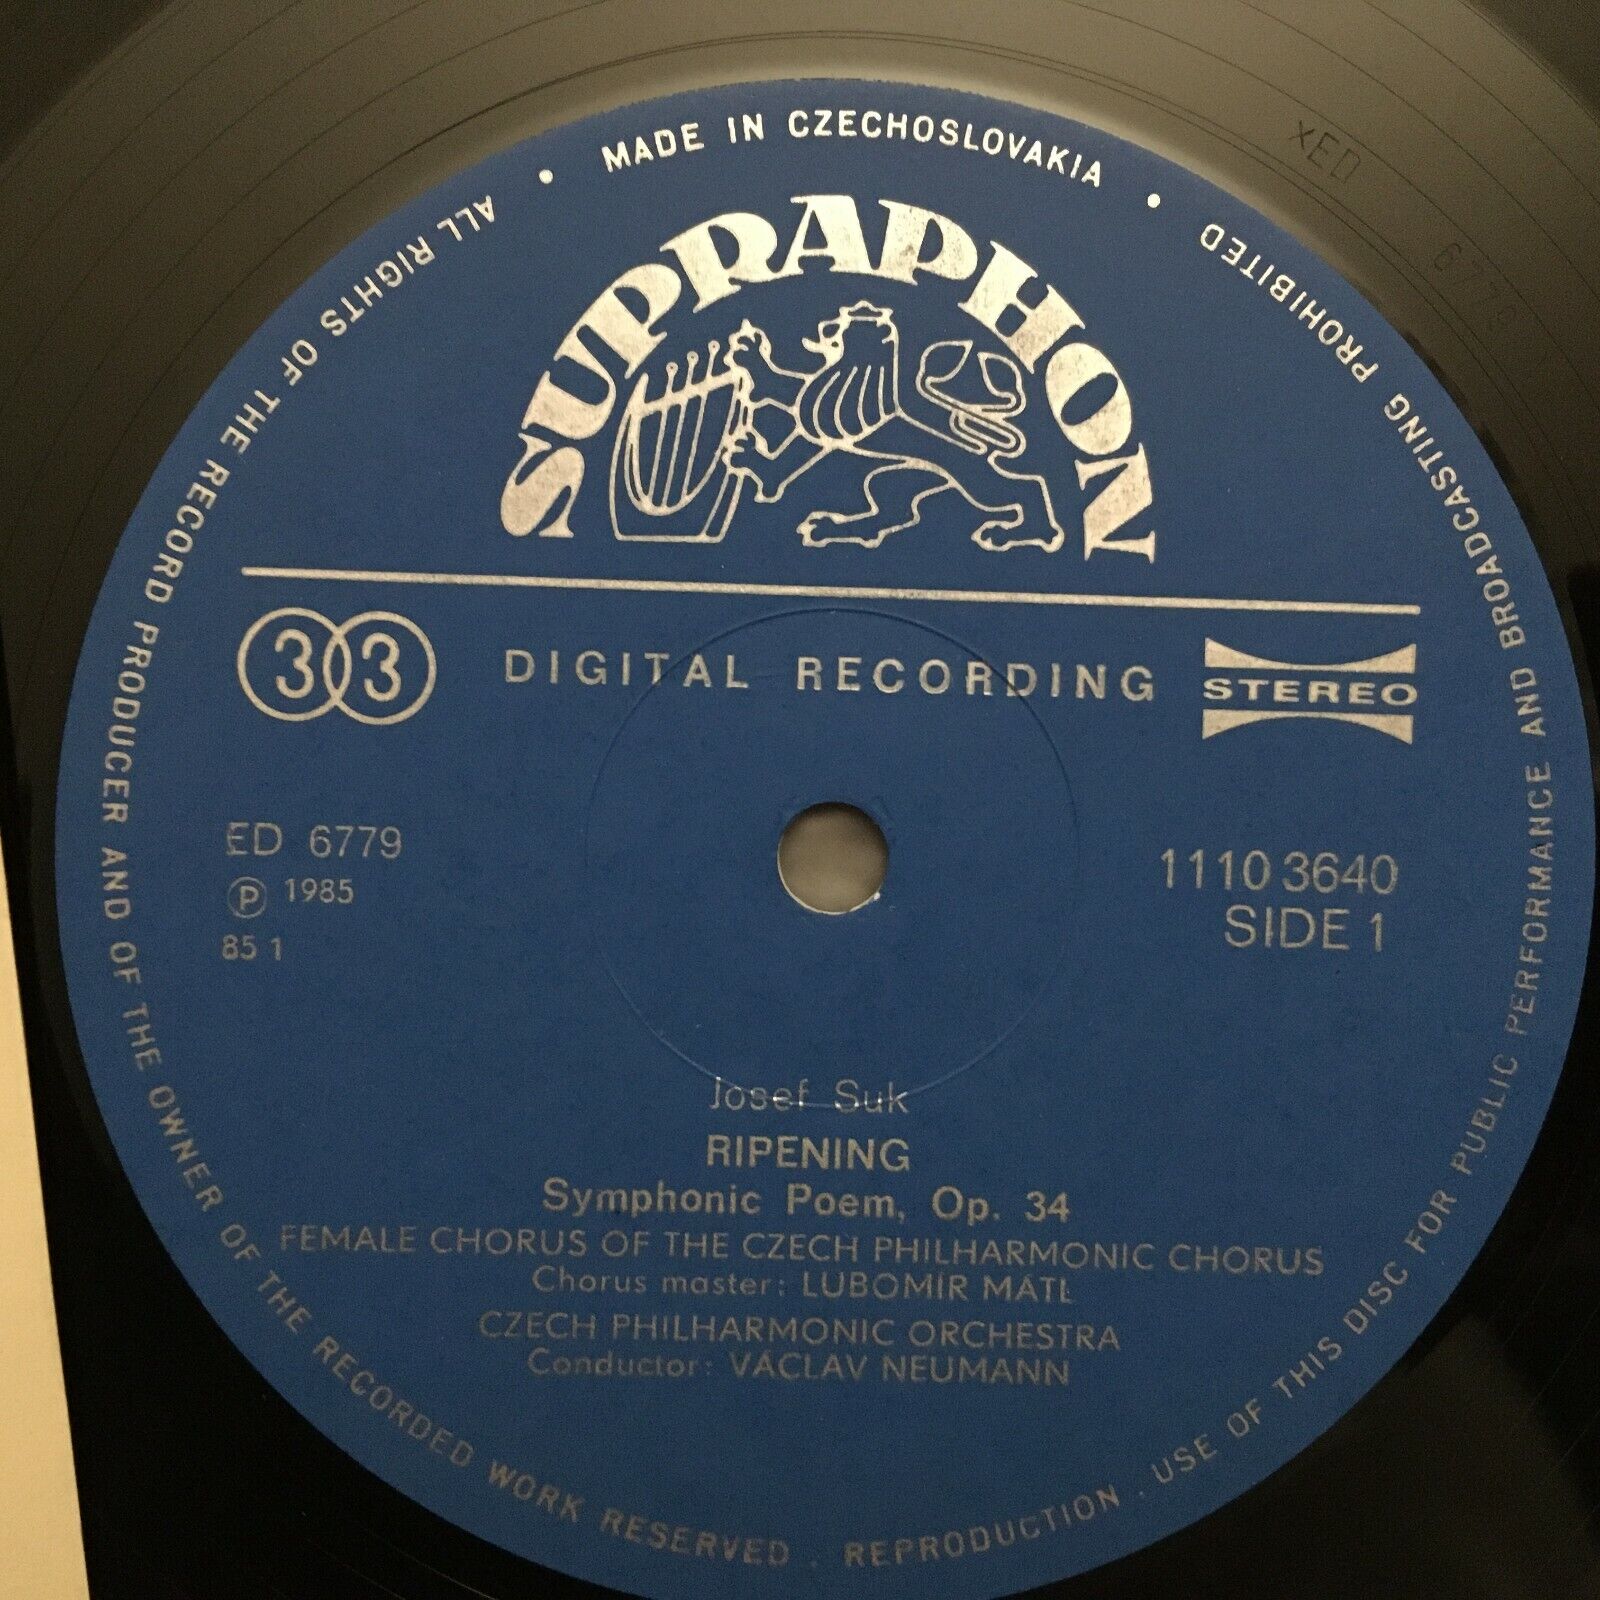 MADE IN CZECHOSLOVAKIA
SUPRAPHON
33 DIGITAL RECORDING STEREO
ED 6779
Ⓟ 1985
85 1
1110 3640
SIDE 1
Josef Suk
RIPENING
Symphonic Poem, Op. 34
FEMALE CHORUS OF THE CZECH PHILHARMONIC CHORUS
Chorus master: LUBOMÍR MÁTL
CZECH PHILHARMONIC ORCHESTRA
Conductor: VÁCLAV NEUMANN
ALL RIGHTS OF THE RECORD PRODUCER AND OF THE OWNER OF THE RECORDED WORK RESERVED . REPRODUCTION . USE OF THIS DISC FOR PUBLIC PERFORMANCE AND BROADCASTING PROHIBITED
xED 6779